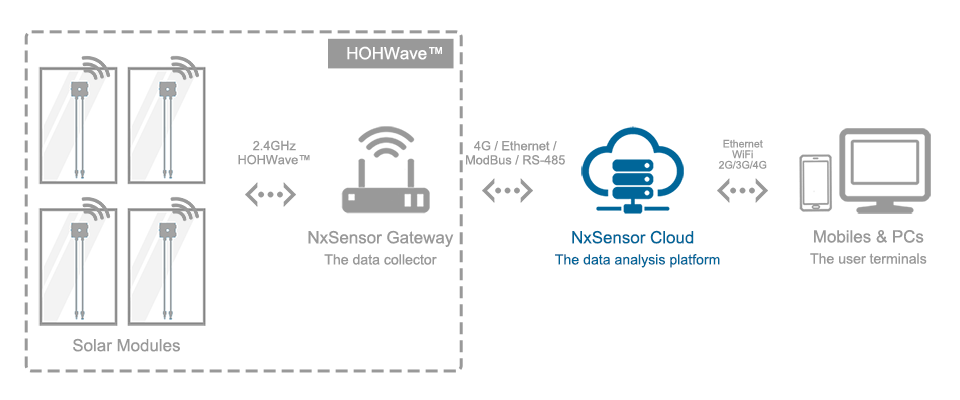 HOHWave™
2.4GHz
HOHWave™
4G / Ethernet /
ModBus / RS-485
Ethernet
WiFi
2G/3G/4G
NxSensor Gateway
The data collector
NxSensor Cloud
The data analysis platform
Mobiles & PCs
The user terminals
Solar Modules